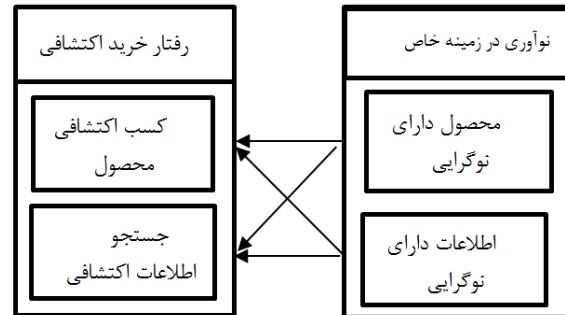 نوآوری در زمینه خاص
محصول دارای
نوگرایی
اطلاعات دارای
نوگرایی
رفتار خرید اکتشافی
کسب اکتشافی
محصول
جستجو
اطلاعات اکتشافی